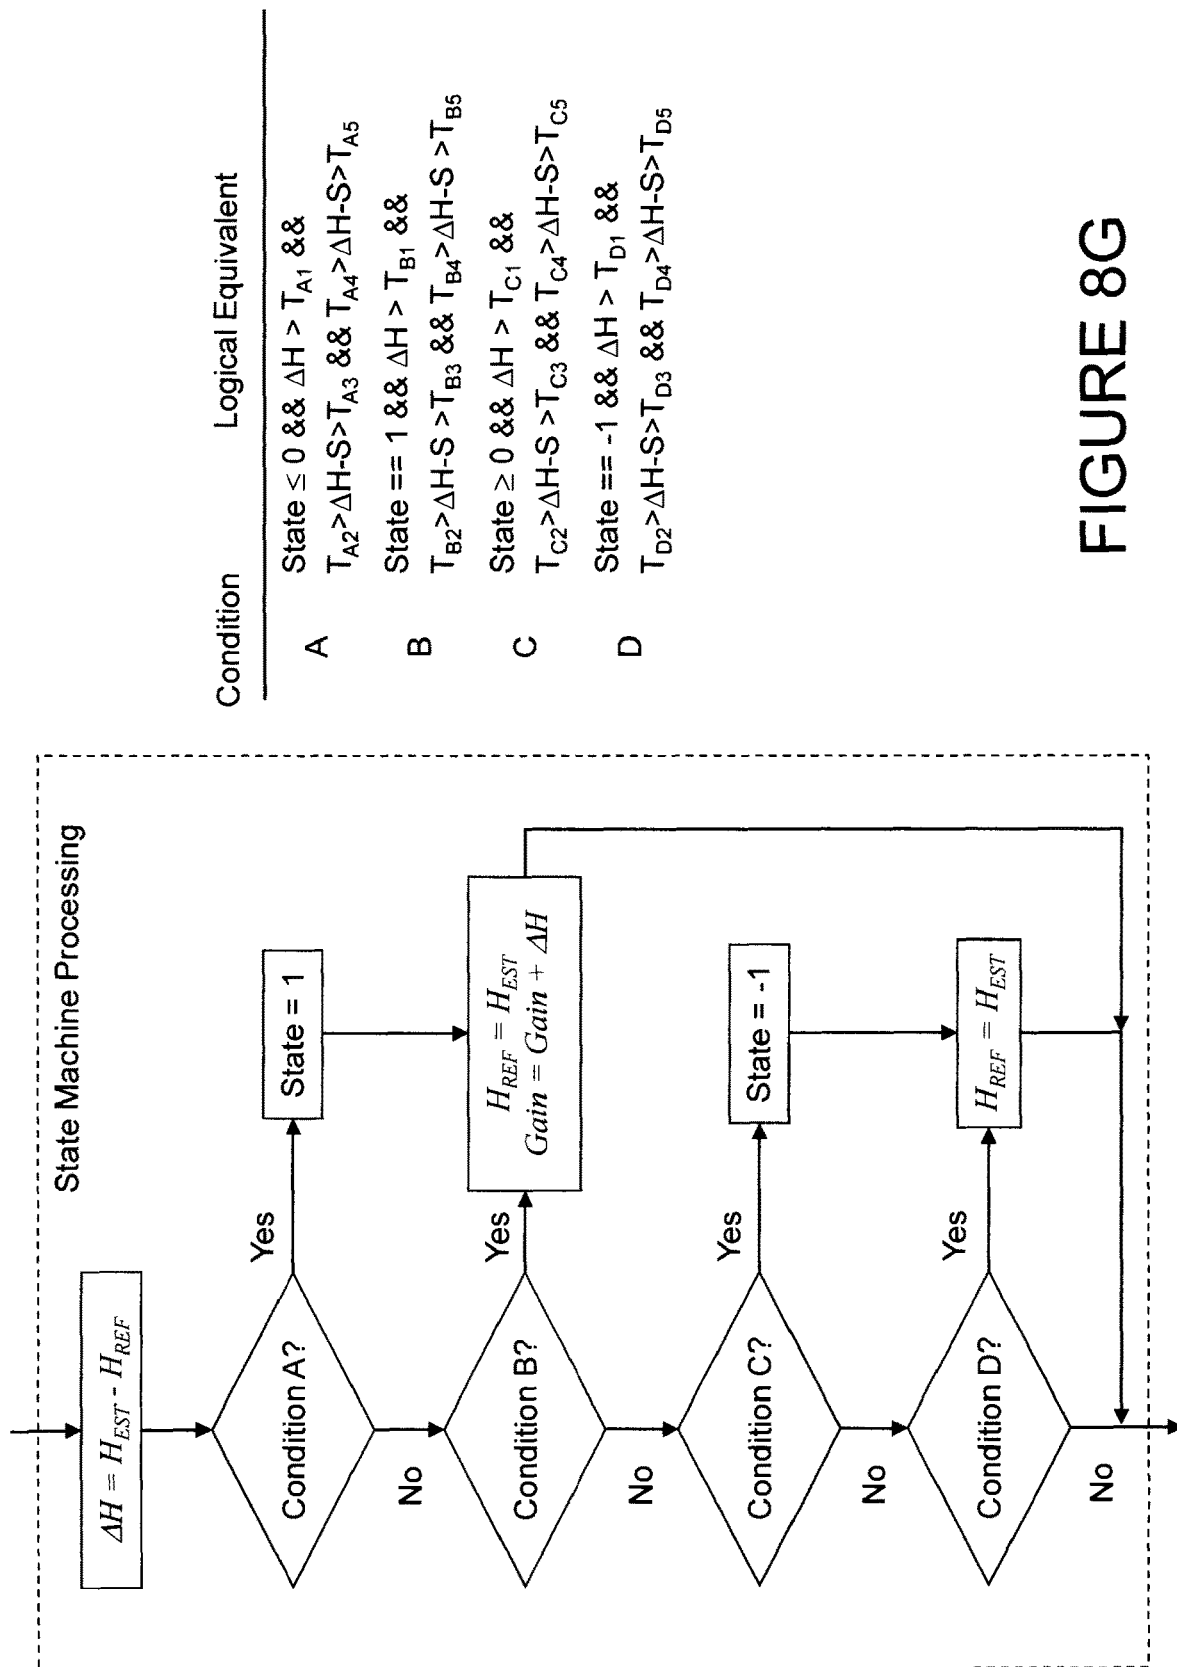 State Machine Processing
ΔH = H_EST - H_REF
Condition A?
Yes
State = 1
No
Condition B?
Yes
H_REF = H_EST
Gain = Gain + ΔH
No
Condition C?
Yes
State = -1
No
Condition D?
Yes
H_REF = H_EST
No
Condition Logical Equivalent
A State ≤ 0 && ΔH > T_A1 &&
T_A2>ΔH-S>T_A3 && T_A4>ΔH-S>T_A5
B State == 1 && ΔH > T_B1 &&
T_B2>ΔH-S >T_B3 && T_B4>ΔH-S >T_B5
C State ≥ 0 && ΔH > T_C1 &&
T_C2>ΔH-S >T_C3 && T_C4>ΔH-S>T_C5
D State == -1 && ΔH > T_D1 &&
T_D2>ΔH-S>T_D3 && T_D4>ΔH-S>T_D5
FIGURE 8G